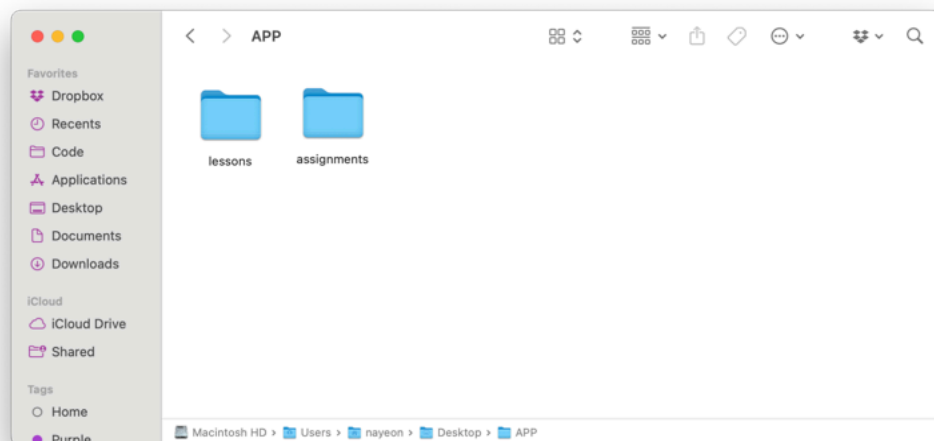 APP
Favorites
Dropbox
Recents
Code
Applications
Desktop
Documents
Downloads
iCloud
iCloud Drive
Shared
Tags
Home
Purple
lessons
assignments
Macintosh HD › Users › nayeon › Desktop › APP